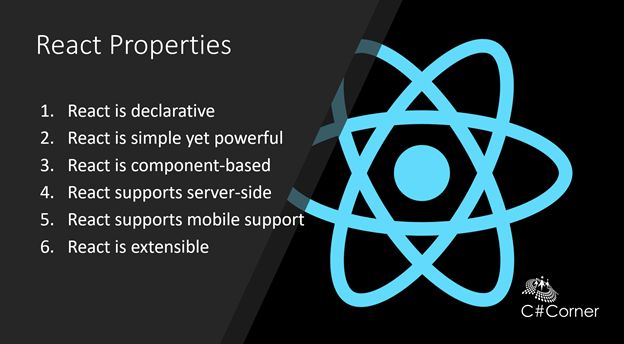 React Properties
1. React is declarative
2. React is simple yet powerful
3. React is component-based
4. React supports server-side
5. React supports mobile support
6. React is extensible
C#Corner